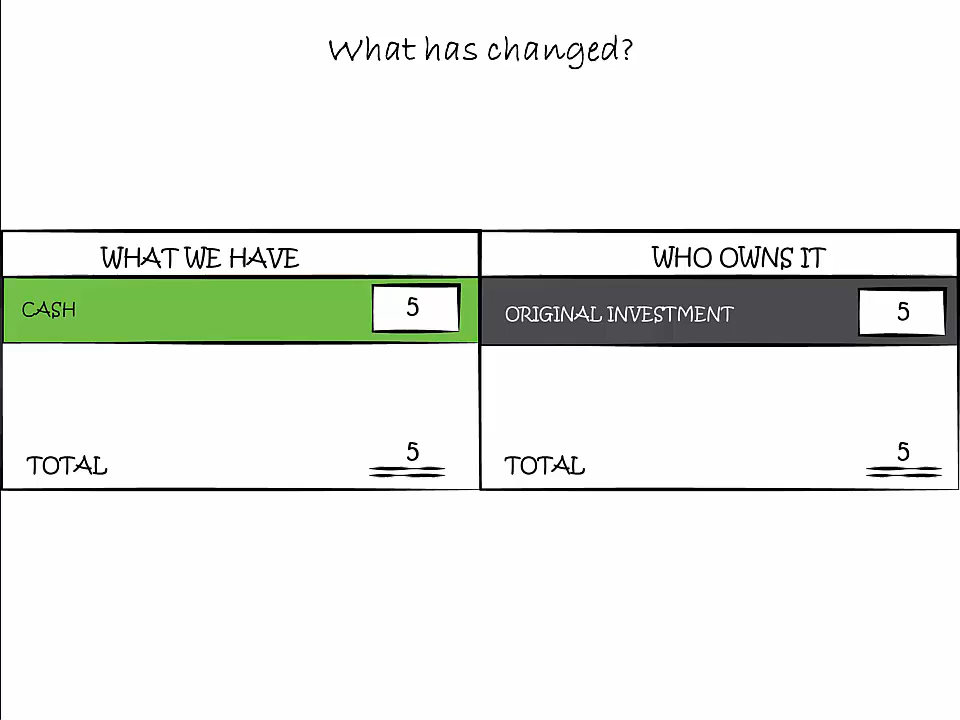 What has changed?
WHAT WE HAVE
CASH 5
TOTAL 5
WHO OWNS IT
ORIGINAL INVESTMENT 5
TOTAL 5